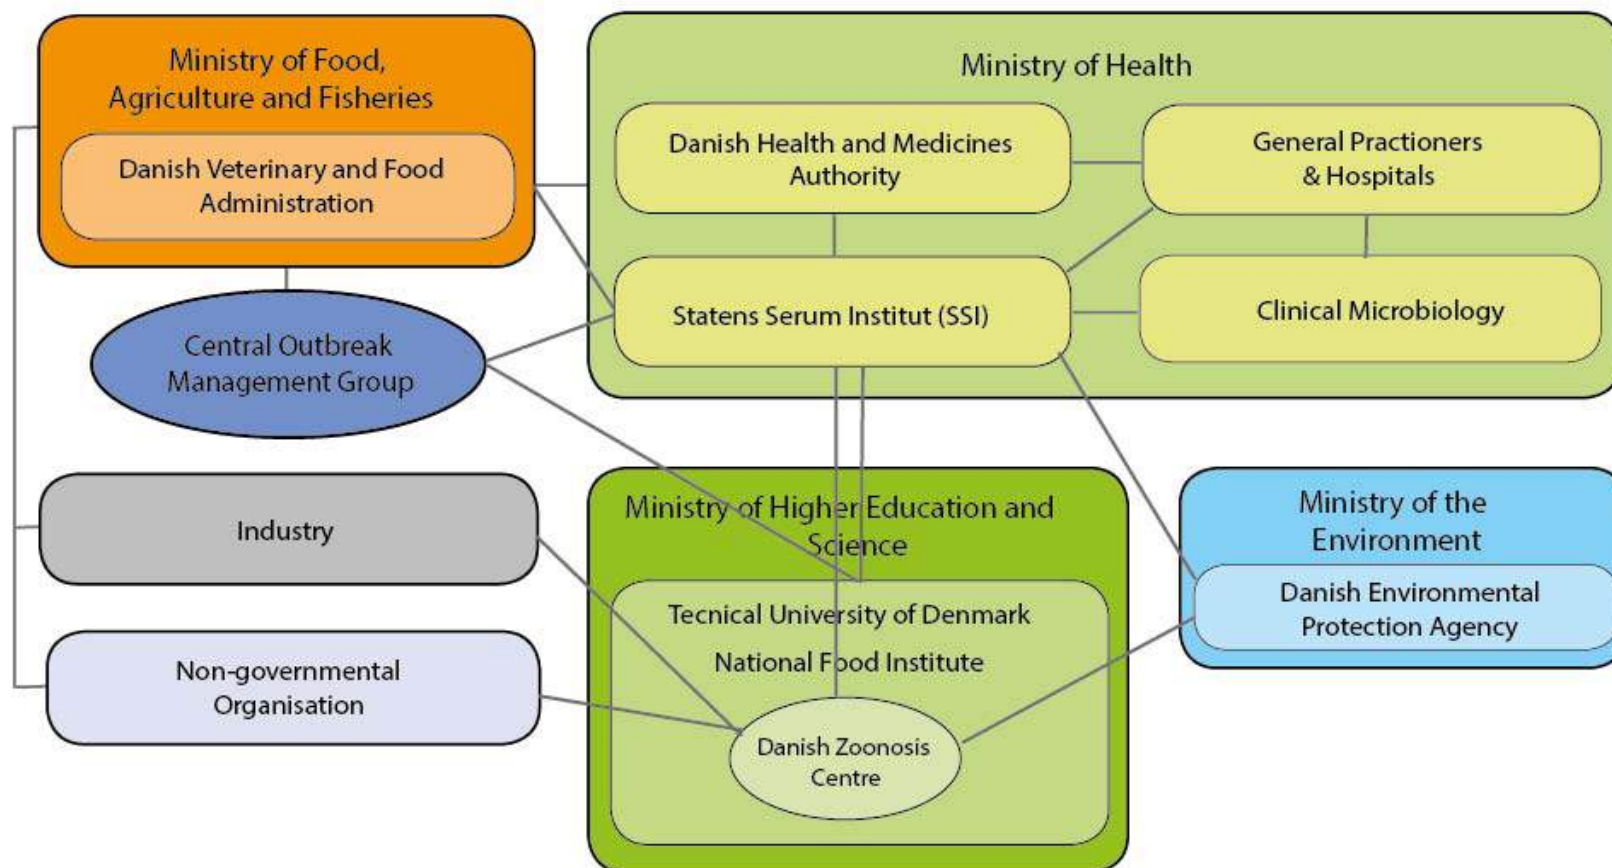 Ministry of Food,
Agriculture and Fisheries
Danish Veterinary and Food
Administration
Ministry of Health
Danish Health and Medicines
Authority
General Practioners
& Hospitals
Statens Serum Institut (SSI)
Clinical Microbiology
Central Outbreak
Management Group
Industry
Non-governmental
Organisation
Ministry of Higher Education and
Science
Tecnical University of Denmark
National Food Institute
Danish Zoonosis
Centre
Ministry of the
Environment
Danish Environmental
Protection Agency